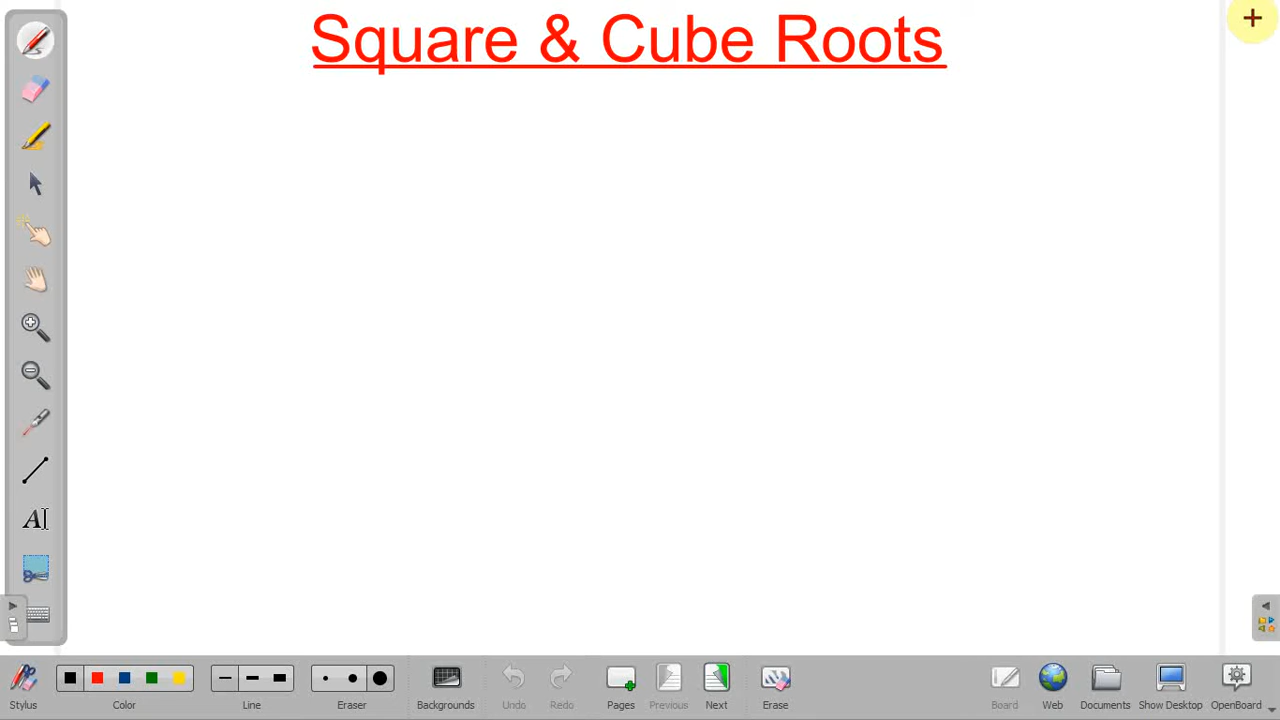 Square & Cube Roots
Stylus
Color
Line
Eraser
Backgrounds
Undo
Redo
Pages
Previous
Next
Erase
Board
Web
Documents
Show Desktop
OpenBoard